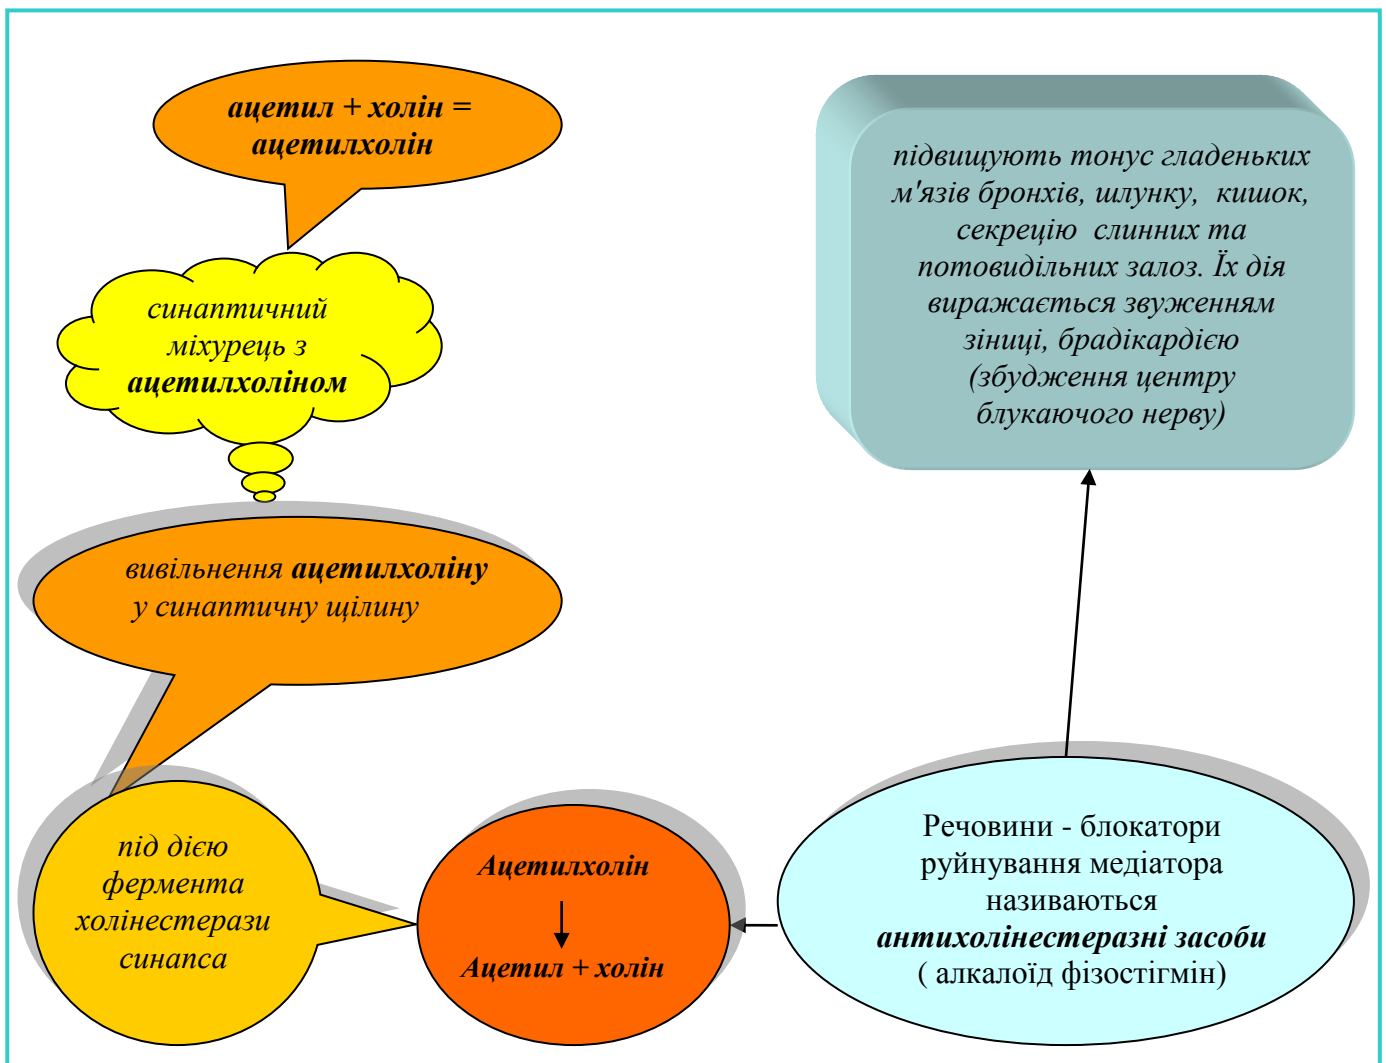 ацетил + холін =
ацетилхолін
синаптичний
міхурець з
ацетилхоліном
вивільнення ацетилхоліну
у синаптичну щілину
під дією
фермента
холінестерази
синапса
Ацетилхолін
Ацетил + холін
Речовини - блокатори
руйнування медіатора
називаються
антихолінестеразні засоби
( алкалоїд фізостігмін)
підвищують тонус гладеньких
м'язів бронхів, шлунку, кишок,
секрецію слинних та
потовидільних залоз. Їх дія
виражається звуженням
зіниці, брадікардією
(збудження центру
блукаючого нерву)